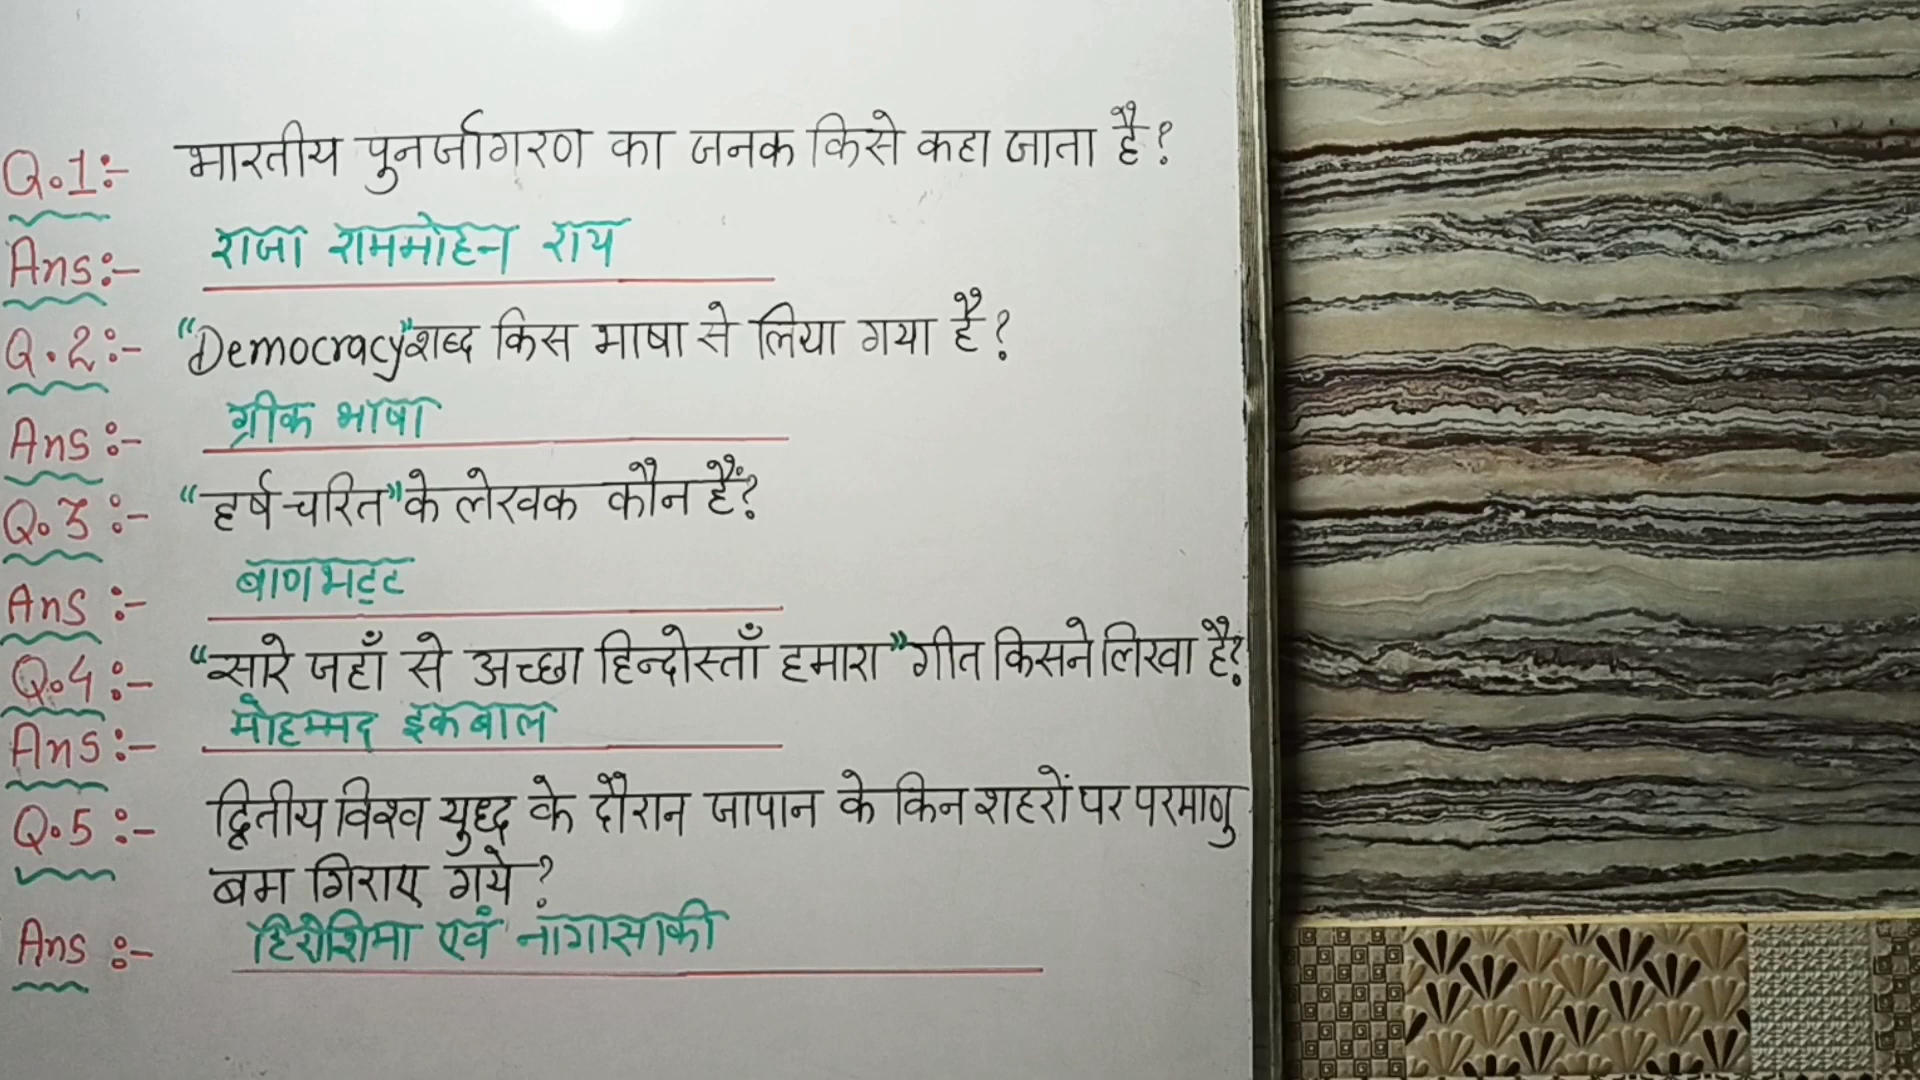 Q.1:- भारतीय पुनर्जागरण का जनक किसे कहा जाता है?
Ans:- राजा राममोहन राय
Q.2:- "Democracy" शब्द किस भाषा से लिया गया है?
Ans:- ग्रीक भाषा
Q.3:- "हर्ष-चरित" के लेखक कौन हैं?
Ans:- बाणभट्ट
Q.4:- "सारे जहाँ से अच्छा हिन्दोस्ताँ हमारा" गीत किसने लिखा है?
Ans:- मोहम्मद इकबाल
Q.5:- द्वितीय विश्व युद्ध के दौरान जापान के किन शहरों पर परमाणु
बम गिराए गये?
Ans:- हिरोशिमा एवं नागासाकी